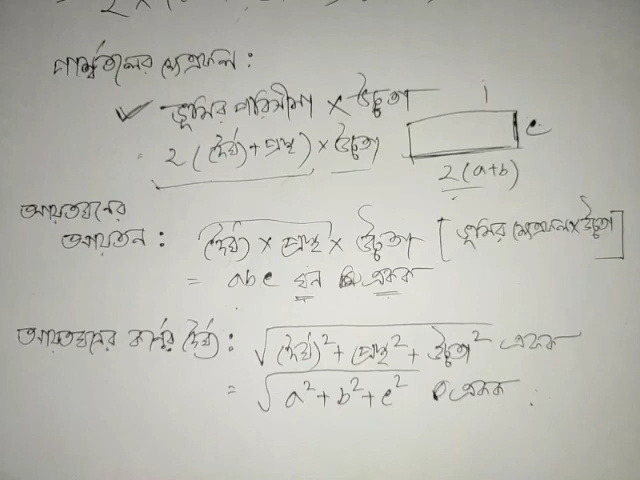 পার্শ্বতলের ক্ষেত্রফল :
ভূমির পরিসীমা × উচ্চতা
= 2 (দৈর্ঘ্য + প্রস্থ) × উচ্চতা
c
2(a+b)
আয়তঘনের
আয়তন : দৈর্ঘ্য × প্রস্থ × উচ্চতা [ ভূমির ক্ষেত্রফল × উচ্চতা ]
= abc ঘন একক
আয়তঘনের কর্ণের দৈর্ঘ্য : √(দৈর্ঘ্য)² + প্রস্থ² + উচ্চতা² একক
= √a² + b² + c² একক